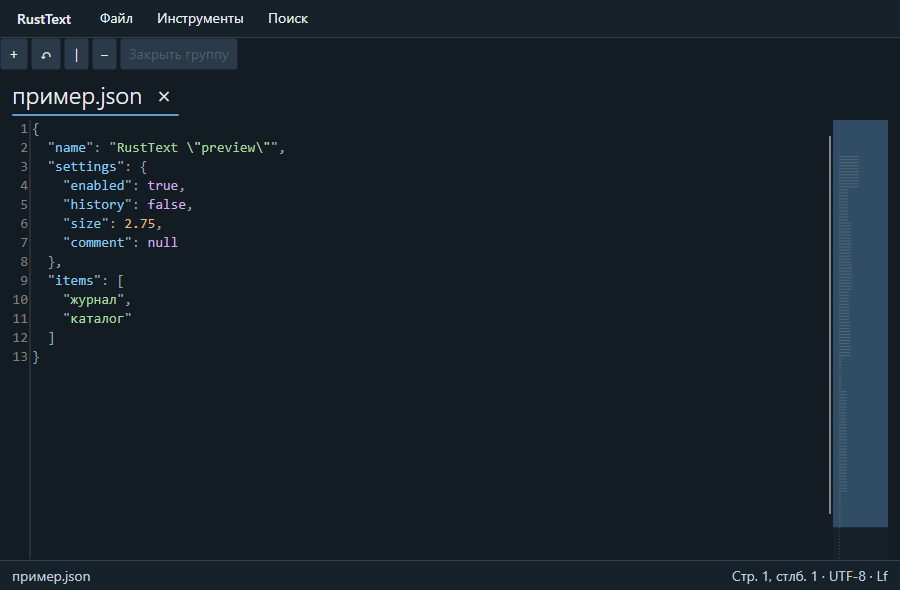 RustText Файл Инструменты Поиск
+ ↶ | − Закрыть группу
пример.json ×
1 {
2   "name": "RustText \"preview\"",
3   "settings": {
4     "enabled": true,
5     "history": false,
6     "size": 2.75,
7     "comment": null
8   },
9   "items": [
10     "журнал",
11     "каталог"
12   ]
13 }
пример.json Стр. 1, стлб. 1 · UTF-8 · Lf